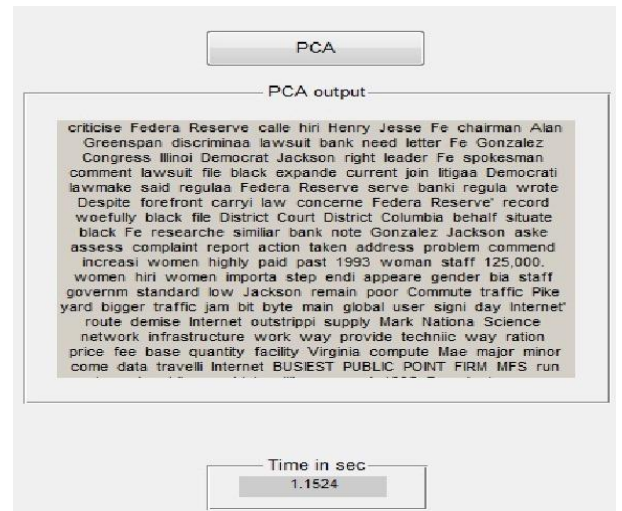 PCA
PCA output
criticise Federa Reserve calle hiri Henry Jesse Fe chairman Alan
Greenspan discriminaa lawsuit bank need letter Fe Gonzalez
Congress Illinoi Democrat Jackson right leader Fe spokesman
comment lawsuit file black expande current join litigaa Democrati
lawmake said regulaa Federa Reserve serve banki regula wrote
Despite forefront carryi law concerne Federa Reserve' record
woefully black file District Court District Columbia behalf situate
black Fe researche similiar bank note Gonzalez Jackson aske
assess complaint report action taken address problem commend
increasi women highly paid past 1993 woman staff 125,000.
women hiri women importa step endi appeare gender bia staff
governm standard low Jackson remain poor Commute traffic Pike
yard bigger traffic jam bit byte main global user signi day Internet'
route demise Internet outstrippi supply Mark Nationa Science
network infrastructure work way provide techniic way ration
price fee base quantity facility Virginia compute Mae major minor
come data travelli Internet BUSIEST PUBLIC POINT FIRM MFS run
Time in sec
1.1524